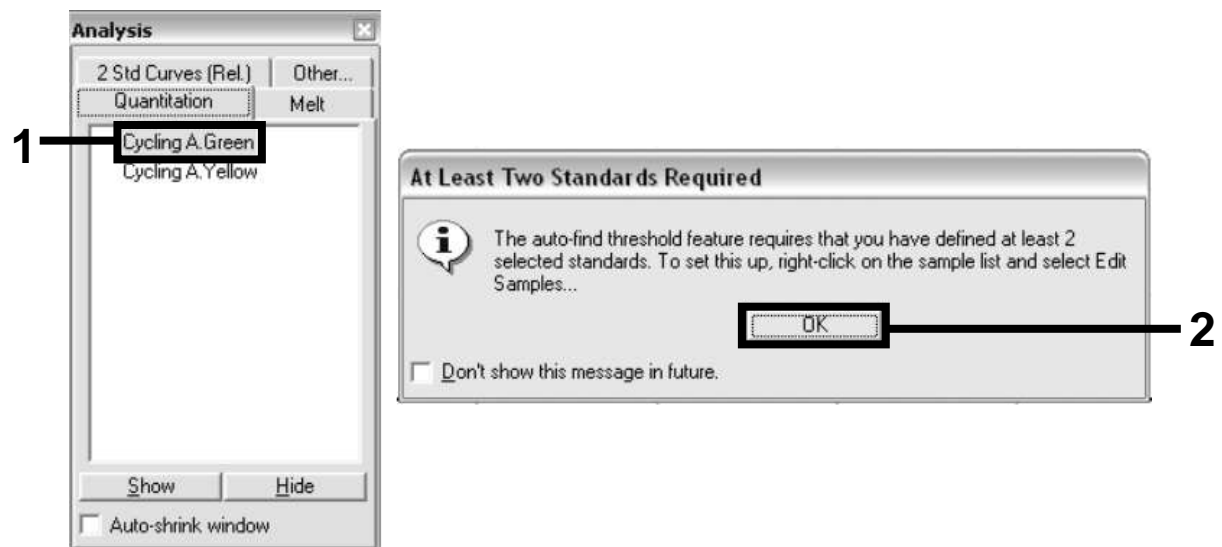 Analysis
2 Std Curves (Rel.) Other...
Quantitation Melt
1
Cycling A.Green
Cycling A.Yellow
Show Hide
Auto-shrink window
At Least Two Standards Required
The auto-find threshold feature requires that you have defined at least 2
selected standards. To set this up, right-click on the sample list and select Edit
Samples...
OK
2
Don't show this message in future.